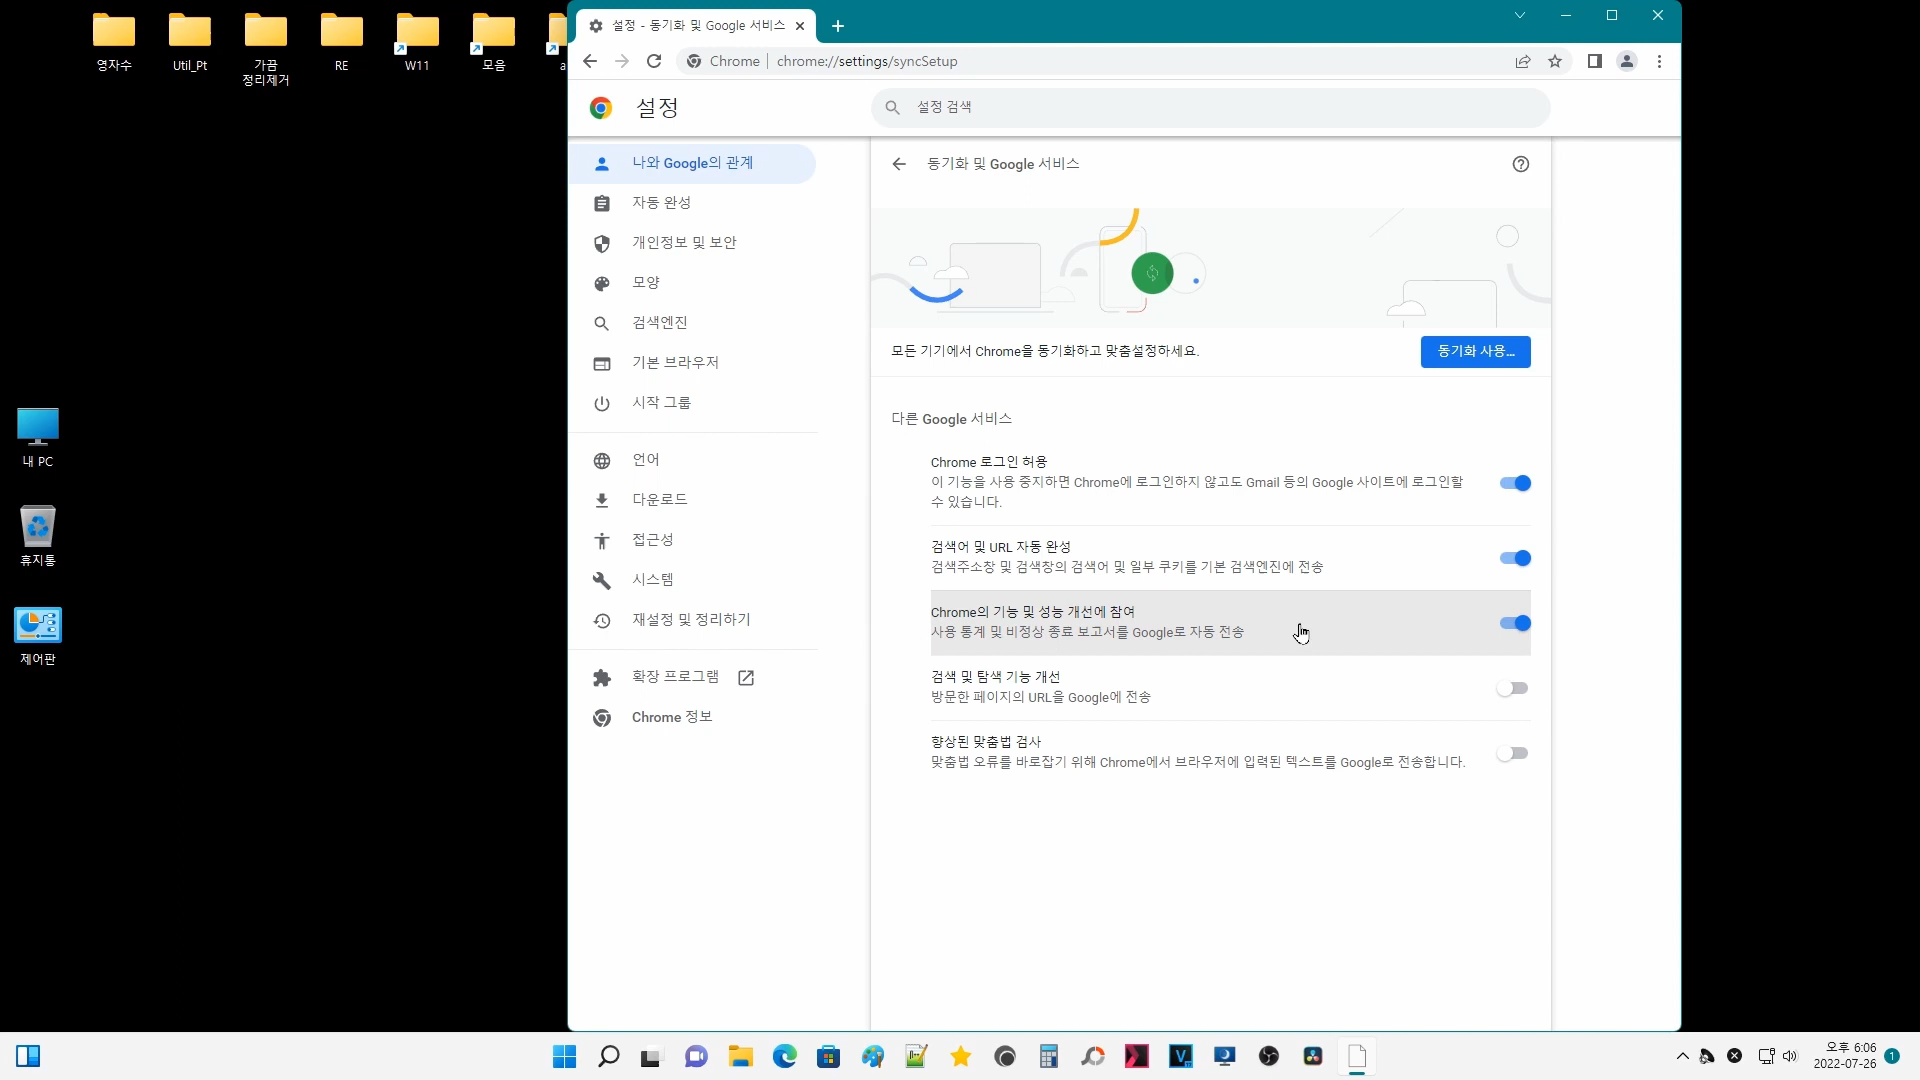 영자수
Util_Pt
가끔
정리제거
RE
W11
모음
a
내 PC
휴지통
제어판
설정 - 동기화 및 Google 서비스
Chrome
chrome://settings/syncSetup
설정
설정 검색
나와 Google의 관계
자동 완성
개인정보 및 보안
모양
검색엔진
기본 브라우저
시작 그룹
언어
다운로드
접근성
시스템
재설정 및 정리하기
확장 프로그램
Chrome 정보
동기화 및 Google 서비스
모든 기기에서 Chrome을 동기화하고 맞춤설정하세요.
동기화 사용...
다른 Google 서비스
Chrome 로그인 허용
이 기능을 사용 중지하면 Chrome에 로그인하지 않고도 Gmail 등의 Google 사이트에 로그인할
수 있습니다.
검색어 및 URL 자동 완성
검색주소창 및 검색창의 검색어 및 일부 쿠키를 기본 검색엔진에 전송
Chrome의 기능 및 성능 개선에 참여
사용 통계 및 비정상 종료 보고서를 Google로 자동 전송
검색 및 탐색 기능 개선
방문한 페이지의 URL을 Google에 전송
향상된 맞춤법 검사
맞춤법 오류를 바로잡기 위해 Chrome에서 브라우저에 입력된 텍스트를 Google로 전송합니다.
오후 6:06
2022-07-26
1